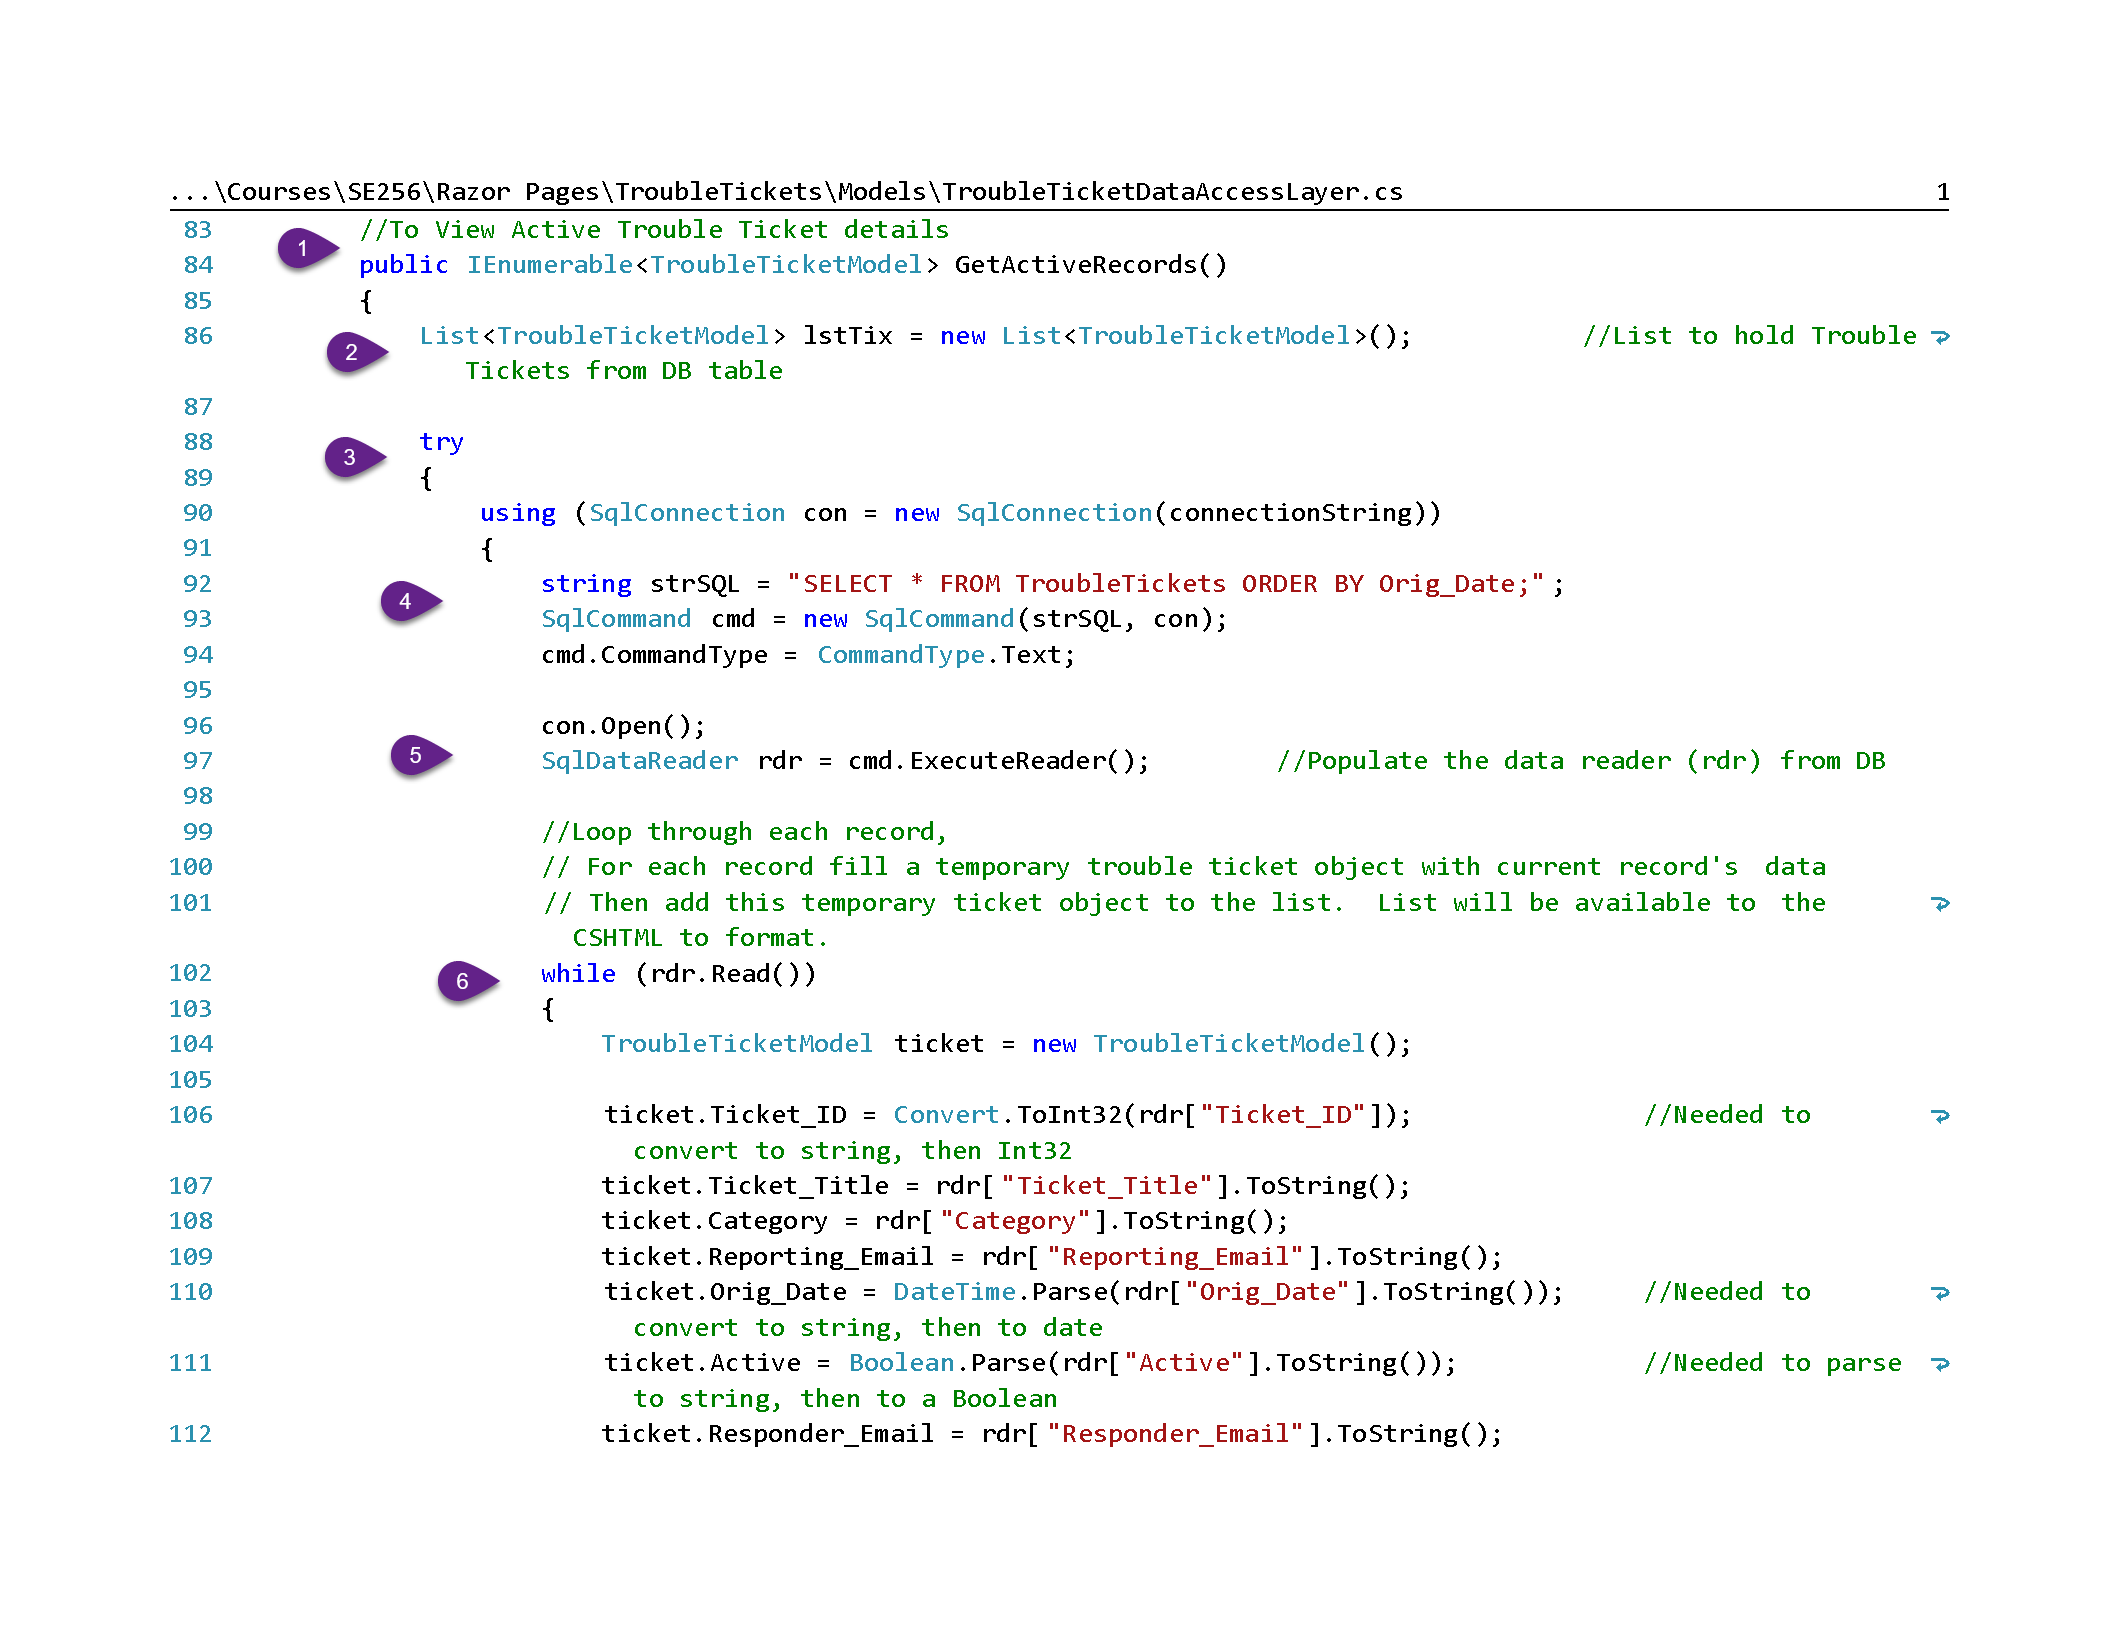 ...\Courses\SE256\Razor Pages\TroubleTickets\Models\TroubleTicketDataAccessLayer.cs 1
83 //To View Active Trouble Ticket details
1
84 public IEnumerable<TroubleTicketModel> GetActiveRecords()
85 {
86 List<TroubleTicketModel> lstTix = new List<TroubleTicketModel>(); //List to hold Trouble
2
Tickets from DB table
87
88 try
3
89 {
90 using (SqlConnection con = new SqlConnection(connectionString))
91 {
92 string strSQL = "SELECT * FROM TroubleTickets ORDER BY Orig_Date;";
4
93 SqlCommand cmd = new SqlCommand(strSQL, con);
94 cmd.CommandType = CommandType.Text;
95
96 con.Open();
5
97 SqlDataReader rdr = cmd.ExecuteReader(); //Populate the data reader (rdr) from DB
98
99 //Loop through each record,
100 // For each record fill a temporary trouble ticket object with current record's data
101 // Then add this temporary ticket object to the list. List will be available to the
CSHTML to format.
102 while (rdr.Read())
6
103 {
104 TroubleTicketModel ticket = new TroubleTicketModel();
105
106 ticket.Ticket_ID = Convert.ToInt32(rdr["Ticket_ID"]); //Needed to
convert to string, then Int32
107 ticket.Ticket_Title = rdr["Ticket_Title"].ToString();
108 ticket.Category = rdr["Category"].ToString();
109 ticket.Reporting_Email = rdr["Reporting_Email"].ToString();
110 ticket.Orig_Date = DateTime.Parse(rdr["Orig_Date"].ToString()); //Needed to
convert to string, then to date
111 ticket.Active = Boolean.Parse(rdr["Active"].ToString()); //Needed to parse
to string, then to a Boolean
112 ticket.Responder_Email = rdr["Responder_Email"].ToString();